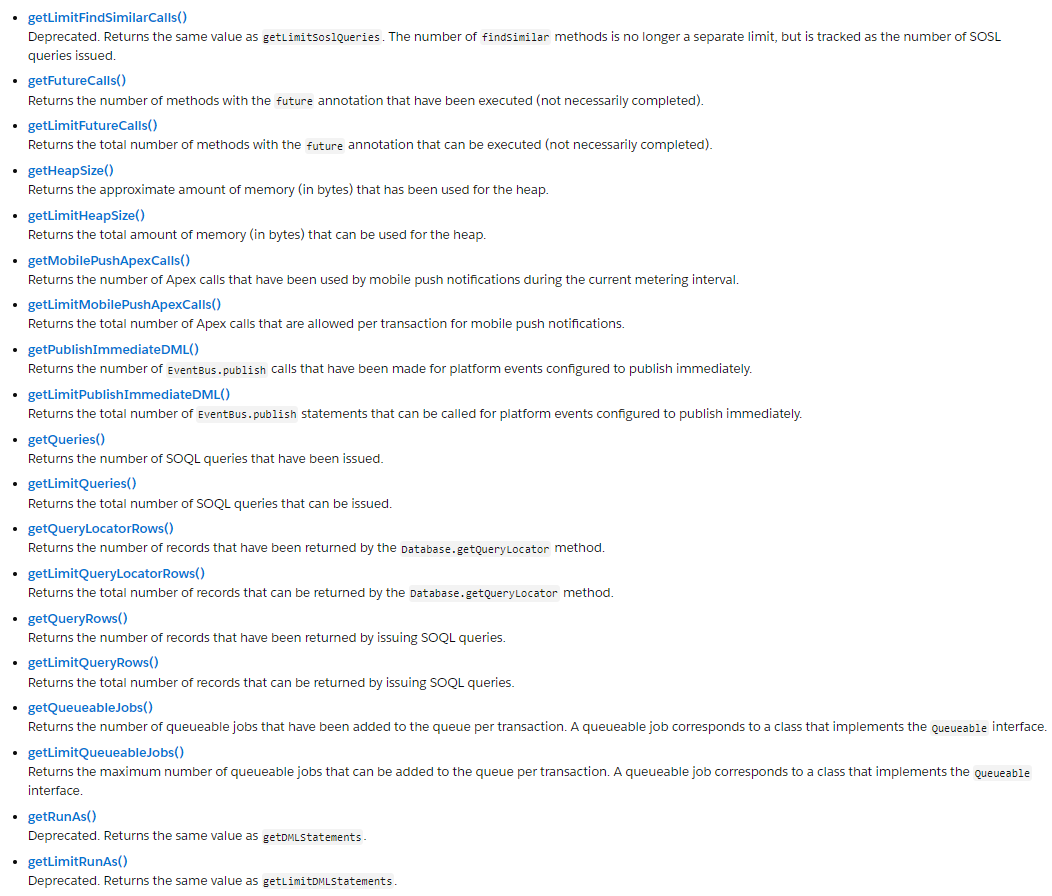 getLimitFindSimilarCalls()
Deprecated. Returns the same value as getLimitSoslQueries. The number of findSimilar methods is no longer a separate limit, but is tracked as the number of SOSL
queries issued.
getFutureCalls()
Returns the number of methods with the future annotation that have been executed (not necessarily completed).
getLimitFutureCalls()
Returns the total number of methods with the future annotation that can be executed (not necessarily completed).
getHeapSize()
Returns the approximate amount of memory (in bytes) that has been used for the heap.
getLimitHeapSize()
Returns the total amount of memory (in bytes) that can be used for the heap.
getMobilePushApexCalls()
Returns the number of Apex calls that have been used by mobile push notifications during the current metering interval.
getLimitMobilePushApexCalls()
Returns the total number of Apex calls that are allowed per transaction for mobile push notifications.
getPublishImmediateDML()
Returns the number of EventBus.publish calls that have been made for platform events configured to publish immediately.
getLimitPublishImmediateDML()
Returns the total number of EventBus.publish statements that can be called for platform events configured to publish immediately.
getQueries()
Returns the number of SOQL queries that have been issued.
getLimitQueries()
Returns the total number of SOQL queries that can be issued.
getQueryLocatorRows()
Returns the number of records that have been returned by the Database.getQueryLocator method.
getLimitQueryLocatorRows()
Returns the total number of records that can be returned by the Database.getQueryLocator method.
getQueryRows()
Returns the number of records that have been returned by issuing SOQL queries.
getLimitQueryRows()
Returns the total number of records that can be returned by issuing SOQL queries.
getQueueableJobs()
Returns the number of queueable jobs that have been added to the queue per transaction. A queueable job corresponds to a class that implements the Queueable interface.
getLimitQueueableJobs()
Returns the maximum number of queueable jobs that can be added to the queue per transaction. A queueable job corresponds to a class that implements the Queueable
interface.
getRunAs()
Deprecated. Returns the same value as getDMLStatements.
getLimitRunAs()
Deprecated. Returns the same value as getLimitDMLStatements.